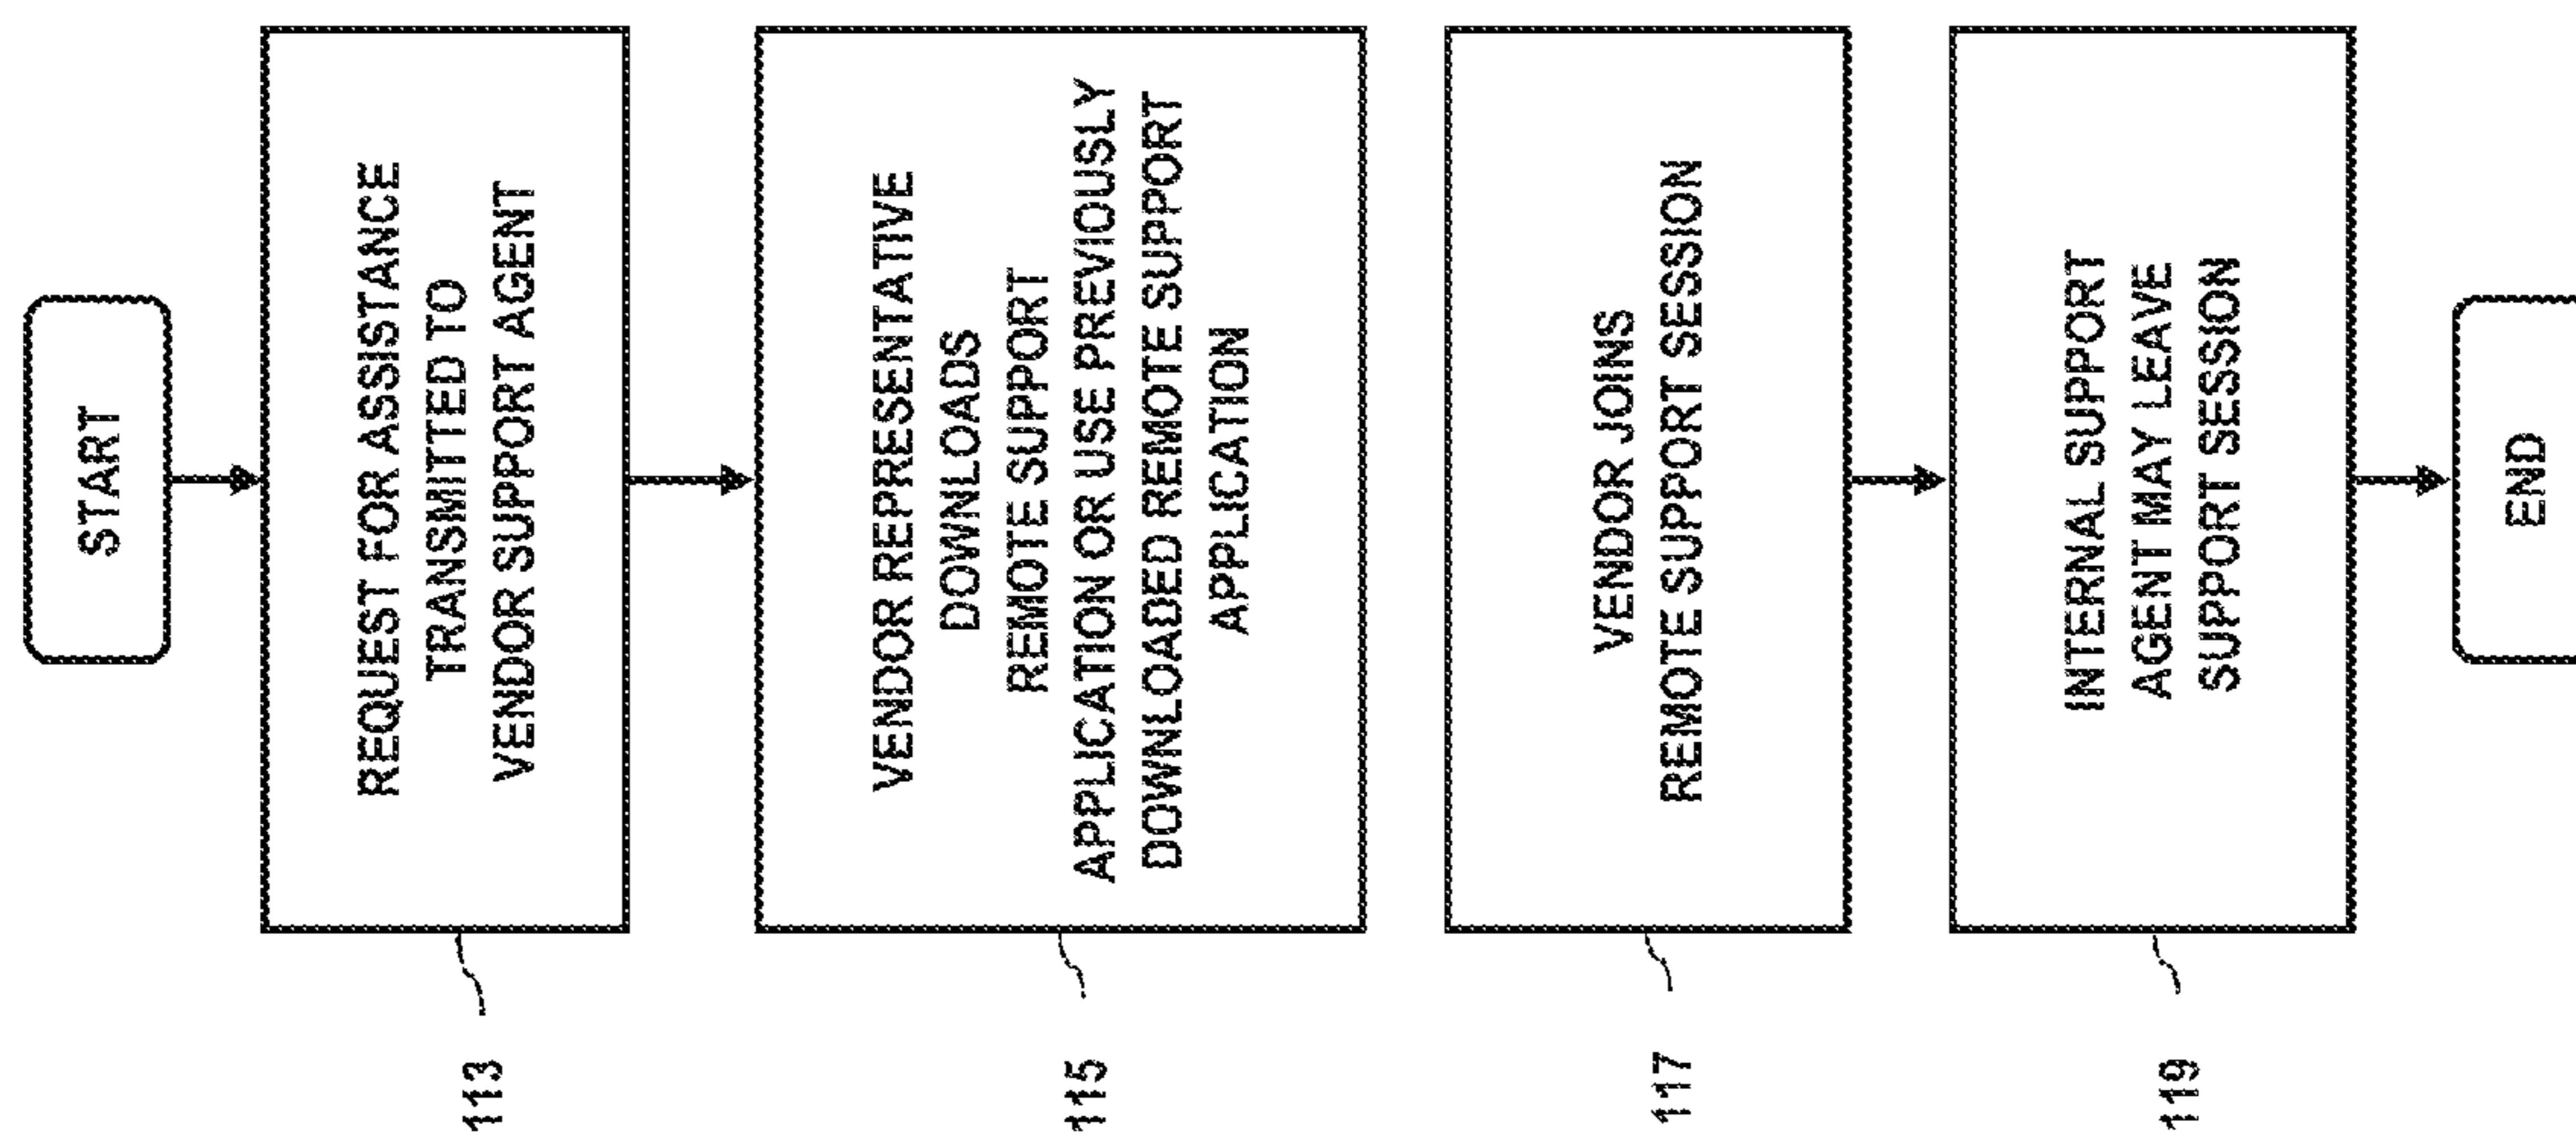 START
REQUEST FOR ASSISTANCE
TRANSMITTED TO
VENDOR SUPPORT AGENT
113
VENDOR REPRESENTATIVE
DOWNLOADS
REMOTE SUPPORT
APPLICATION OR USE PREVIOUSLY
DOWNLOADED REMOTE SUPPORT
APPLICATION
115
VENDOR JOINS
REMOTE SUPPORT SESSION
117
INTERNAL SUPPORT
AGENT MAY LEAVE
SUPPORT SESSION
119
END